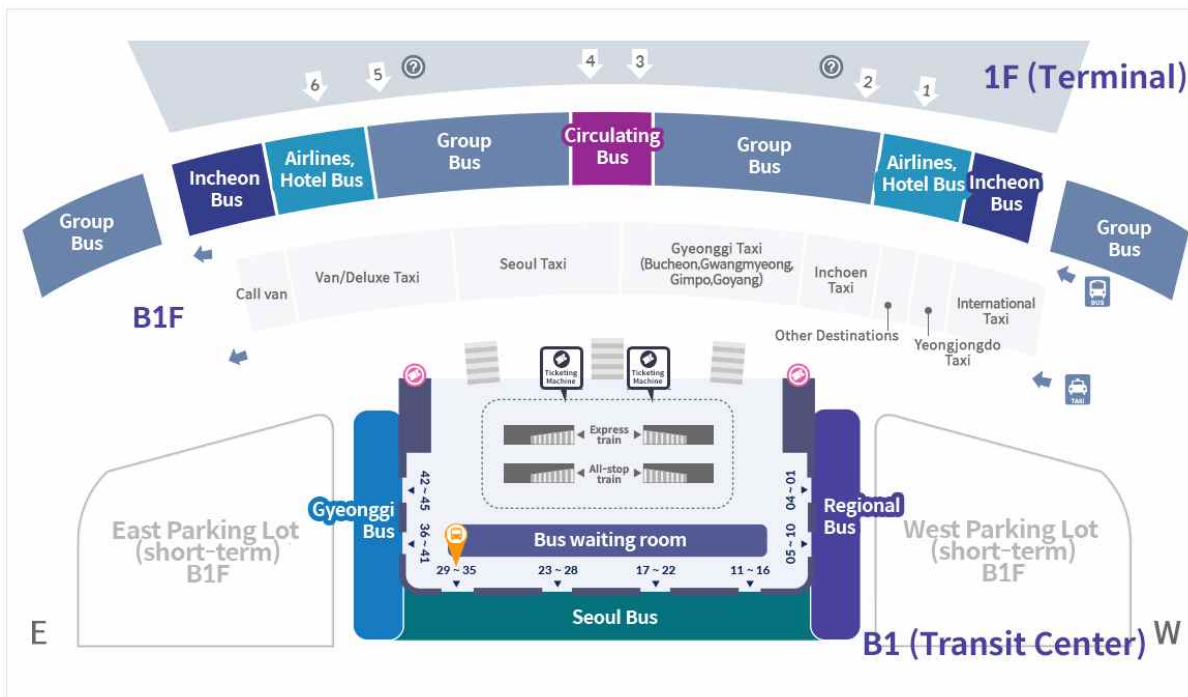 1F (Terminal)
6
5
?
4
3
?
2
1
Group
Bus
Incheon
Bus
Airlines,
Hotel Bus
Group
Bus
Circulating
Bus
Group
Bus
Airlines,
Hotel Bus
Incheon
Bus
Group
Bus
B1F
Call van
Van/Deluxe Taxi
Seoul Taxi
Gyeonggi Taxi
(Bucheon,Gwangmyeong,
Gimpo,Goyang)
Inchoen
Taxi
Other Destinations
Yeongjongdo
Taxi
International
Taxi
BUS
TAXI
Ticketing
Machine
Ticketing
Machine
Express
train
All-stop
train
42 ~ 45
36 ~ 41
04 ~ 01
05 ~ 10
Gyeonggi
Bus
Bus waiting room
Regional
Bus
29 ~ 35
23 ~ 28
17 ~ 22
11 ~ 16
Seoul Bus
East Parking Lot
(short-term)
B1F
West Parking Lot
(short-term)
B1F
E
W
B1 (Transit Center)